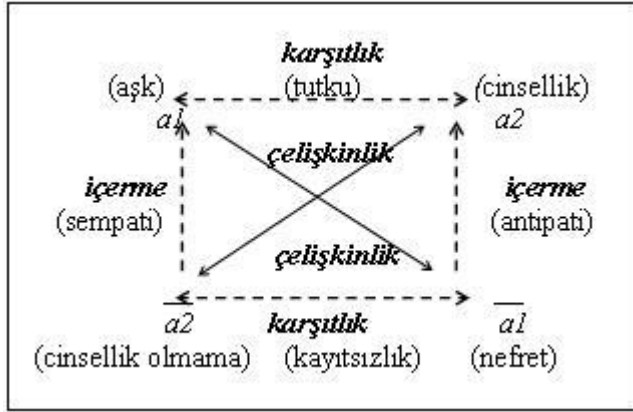 karşıtlık
(aşk) (tutku) (cinsellik)
a1 a2
çelişkinlik
içerme içerme
(sempati) (antipati)
çelişkinlik
a2 karşıtlık a1
(cinsellik olmama) (kayıtsızlık) (nefret)